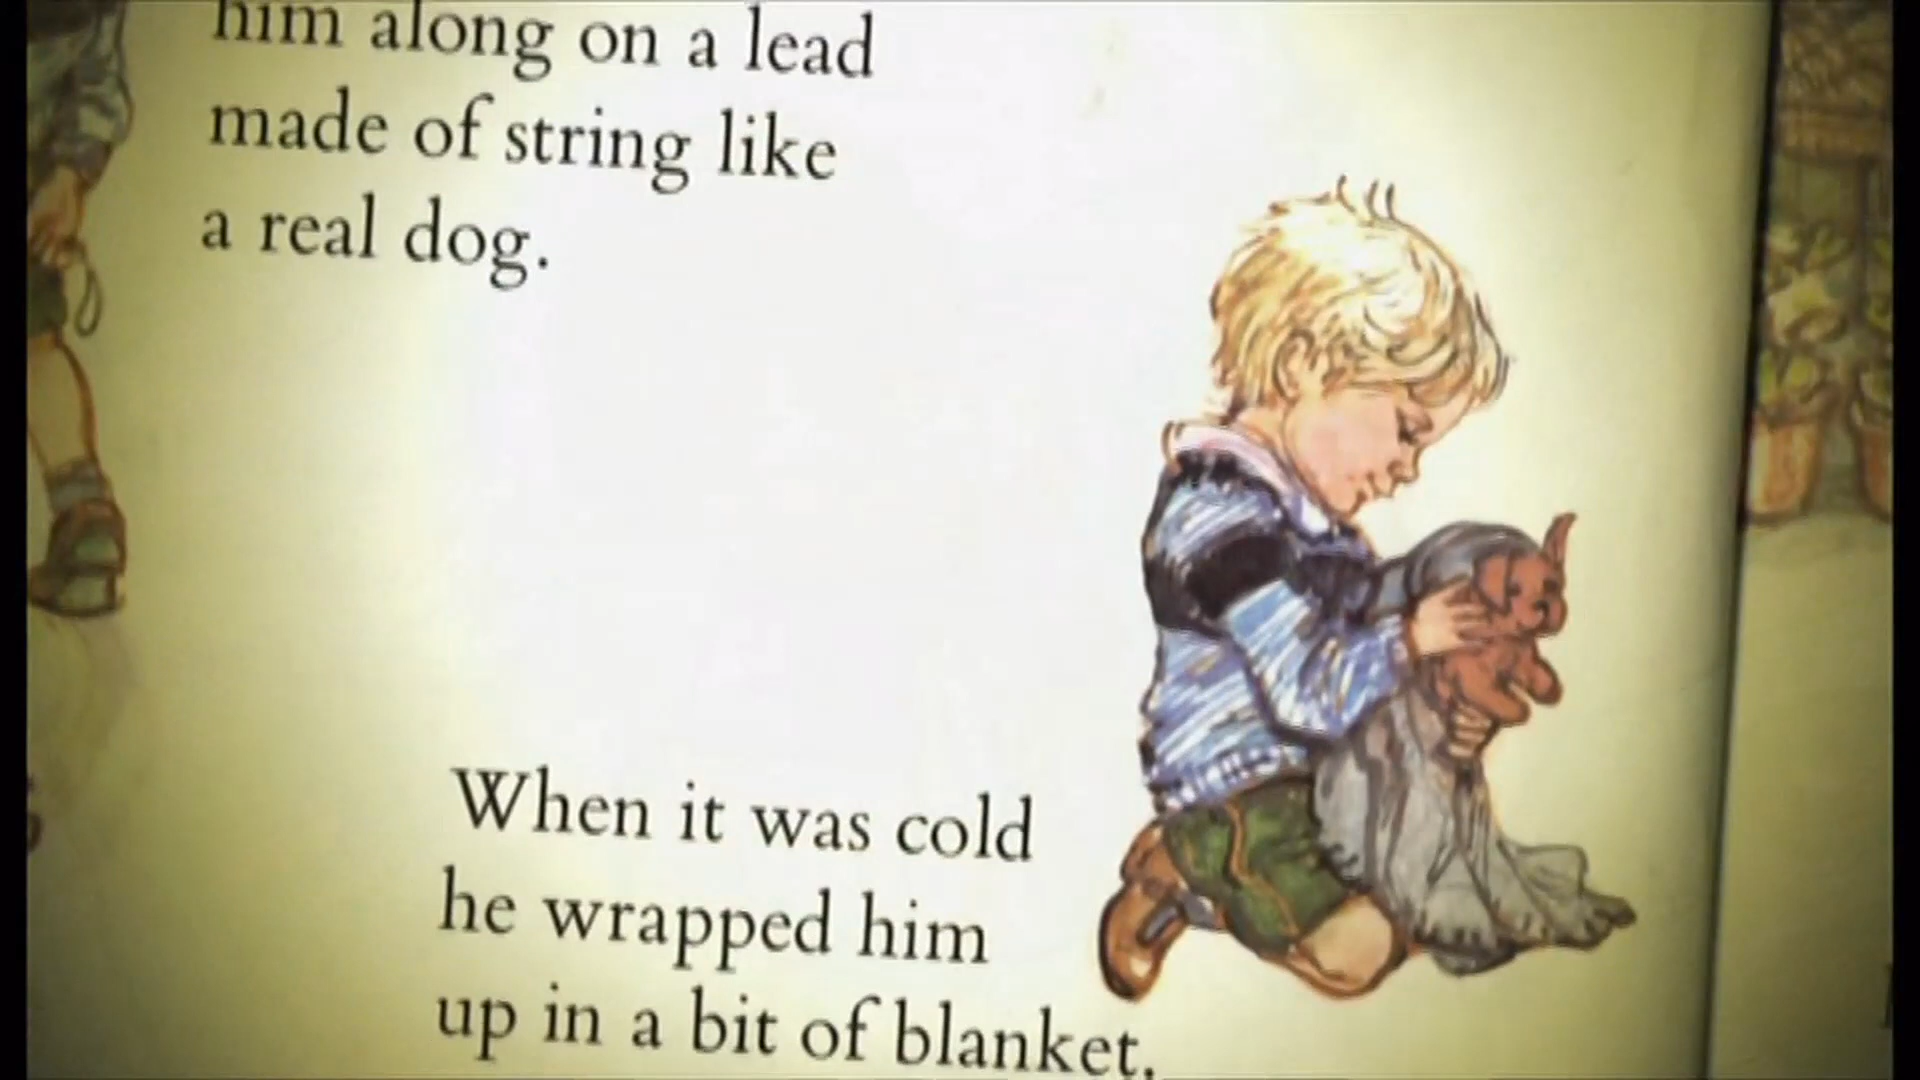 him along on a lead
made of string like
a real dog.
When it was cold
he wrapped him
up in a bit of blanket.